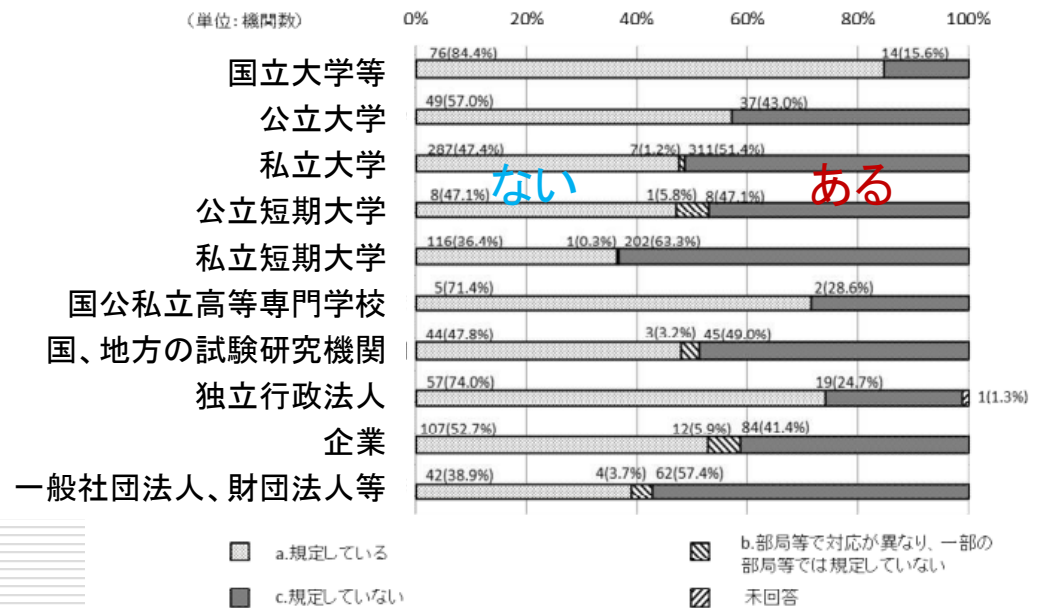 （単位：機関数） 0% 20% 40% 60% 80% 100%
国立大学等 76(84.4%) 14(15.6%)
公立大学 49(57.0%) 37(43.0%)
私立大学 287(47.4%) 7(1.2%) 311(51.4%)
ない ある
公立短期大学 8(47.1%) 1(5.8%) 8(47.1%)
私立短期大学 116(36.4%) 1(0.3%) 202(63.3%)
国公私立高等専門学校 5(71.4%) 2(28.6%)
国、地方の試験研究機関 44(47.8%) 3(3.2%) 45(49.0%)
独立行政法人 57(74.0%) 19(24.7%) 1(1.3%)
企業 107(52.7%) 12(5.9%) 84(41.4%)
一般社団法人、財団法人等 42(38.9%) 4(3.7%) 62(57.4%)
a.規定している
b.部局等で対応が異なり、一部の
部局等では規定していない
c.規定していない
未回答